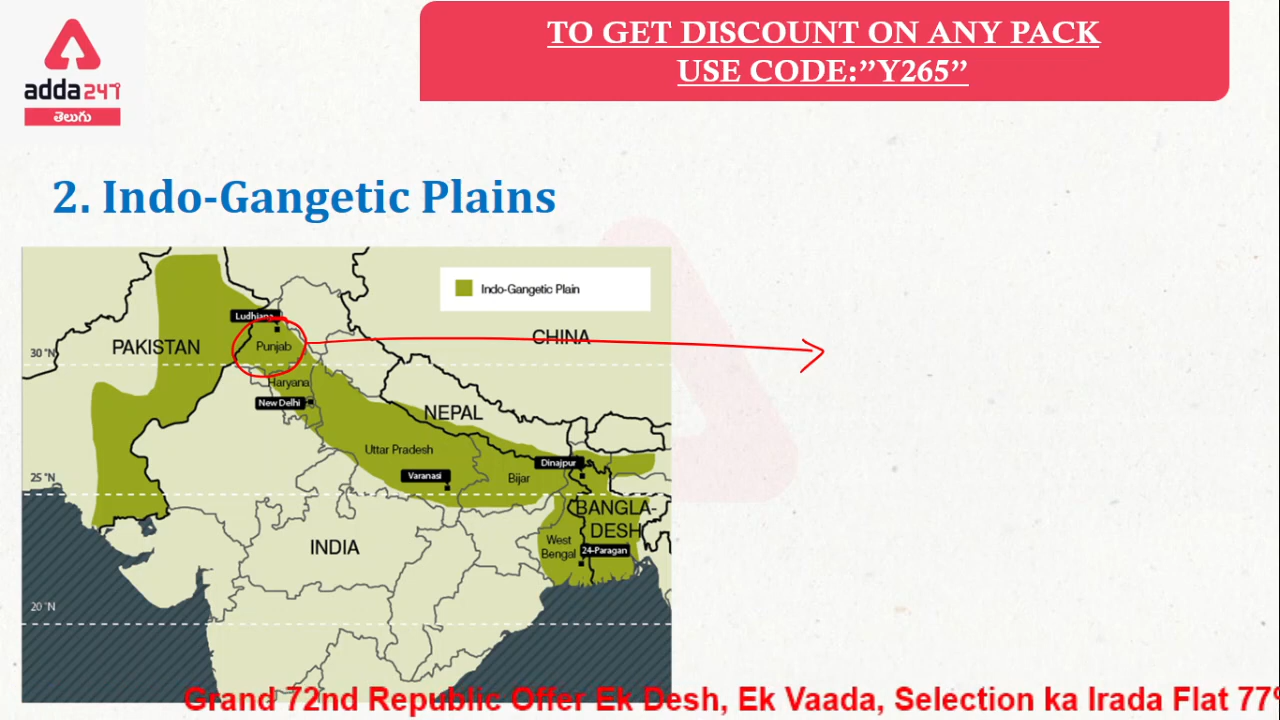 TO GET DISCOUNT ON ANY PACK
USE CODE:”Y265”
adda247
తెలుగు
2. Indo-Gangetic Plains
Indo-Gangetic Plain
Ludhiana
CHINA
Punjab
PAKISTAN
30 °N
Haryana
New Delhi
NEPAL
Uttar Pradesh
Dinajpur
Varanasi
Bijar
25 °N
BANGLA-
DESH
West
Bengal
24-Paragan
INDIA
20 °N
Grand 72nd Republic Offer Ek Desh, Ek Vaada, Selection ka Irada Flat 77%